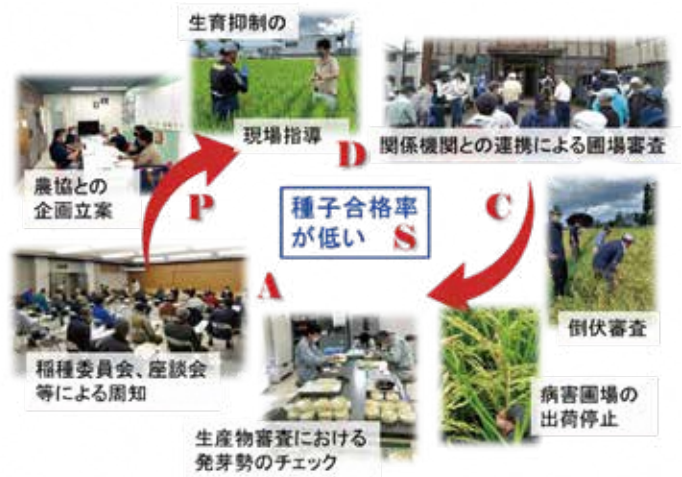 生育抑制の
現場指導
D
関係機関との連携による圃場審査
農協との
企画立案
P
種子合格率
が低い S
C
倒伏審査
A
稲種委員会、座談会
等による周知
病害圃場の
出荷停止
生産物審査における
発芽勢のチェック